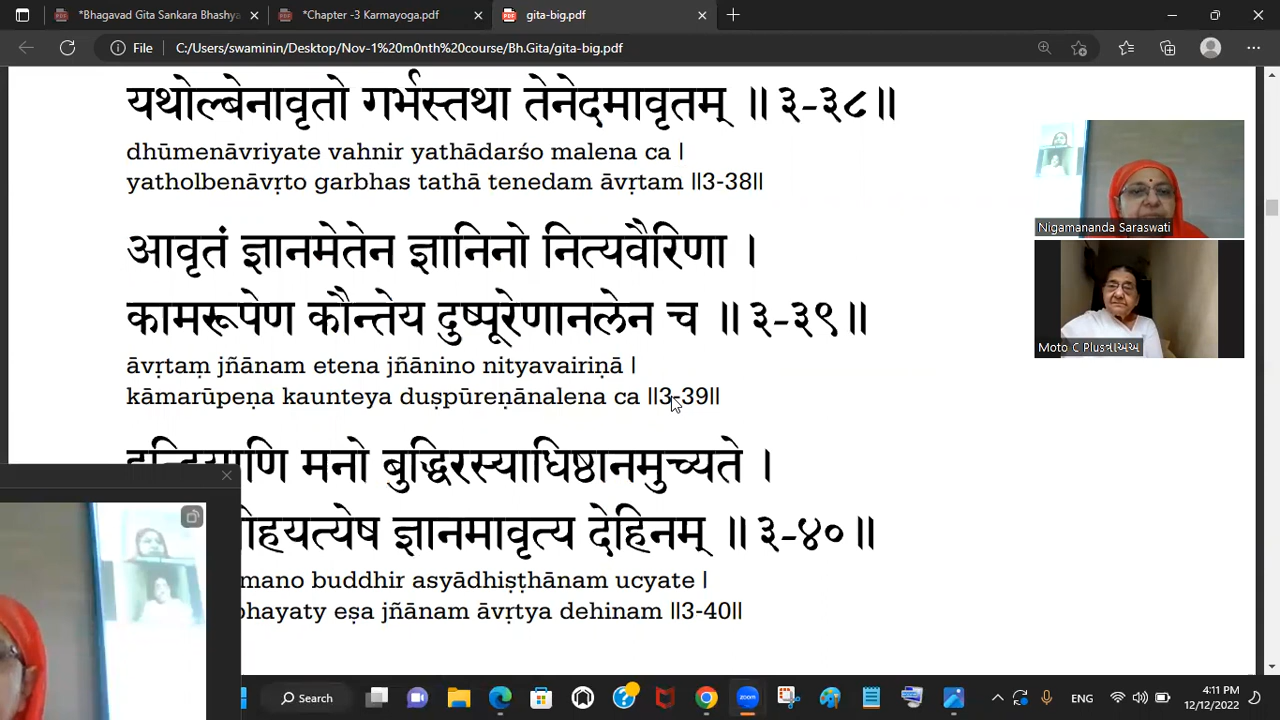 *Bhagavad Gita Sankara Bhashya
*Chapter -3 Karmayoga.pdf
gita-big.pdf
File C:/Users/swaminin/Desktop/Nov-1%20m0nth%20course/Bh.Gita/gita-big.pdf
यथोल्बेनावृतो गर्भस्तथा तेनेदमावृतम् ॥३-३८॥
dhūmenāvriyate vahnir yathādarśo malena ca |
yatholbenāvṛto garbhas tathā tenedam āvṛtam ||3-38||
आवृतं ज्ञानमेतेन ज्ञानिनो नित्यवैरिणा ।
कामरूपेण कौन्तेय दुष्पूरेणानलेन च ॥३-३९॥
āvṛtaṃ jñānam etena jñānino nityavairiṇā |
kāmarūpeṇa kaunteya duṣpūreṇānalena ca ||3-39||
मनो बुद्धिरस्याधिष्ठानमुच्यते ।
ज्ञानमावृत्य देहिनम् ॥३-४०॥
mano buddhir asyādhiṣṭhānam ucyate |
eṣa jñānam āvṛtya dehinam ||3-40||
Nigamananda Saraswati
Moto C Plusત્રાઅઅ
Search
ENG
4:11 PM
12/12/2022